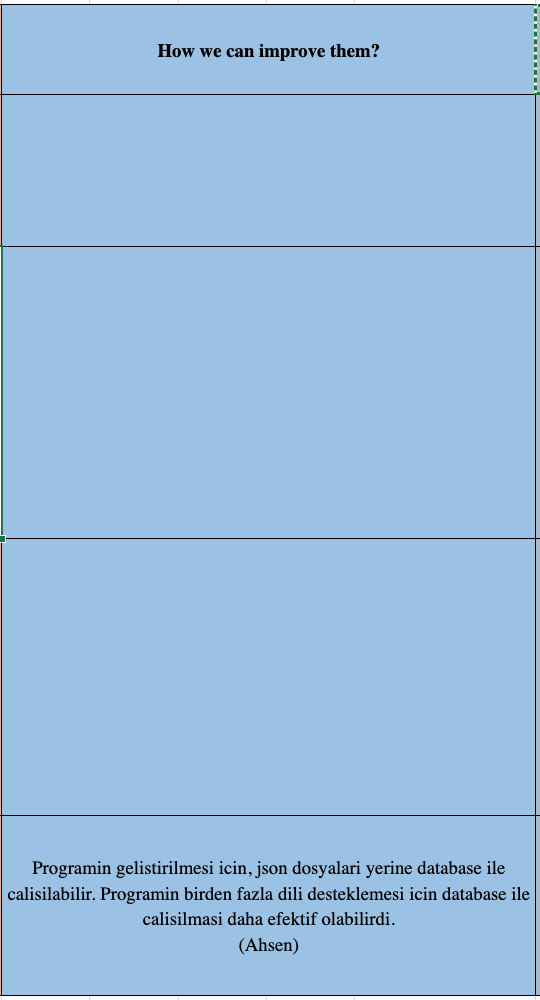 How we can improve them?
Programin gelistirilmesi icin, json dosyalari yerine database ile
calisilabilir. Programin birden fazla dili desteklemesi icin database ile
calisilmasi daha efektif olabilirdi.
(Ahsen)